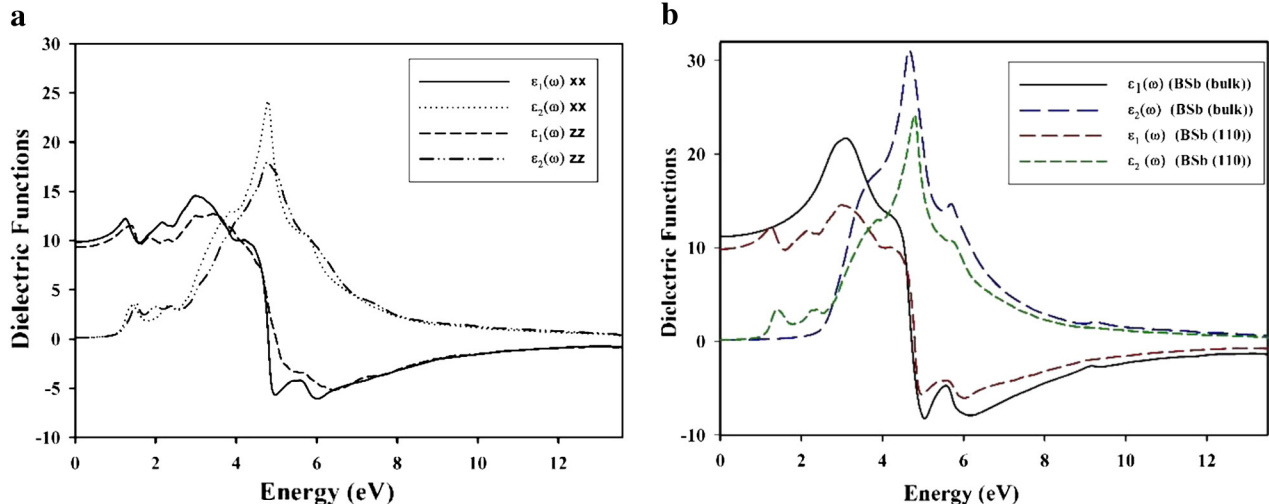 a
30
25
20
15
10
5
0
-5
-10
0 2 4 6 8 10 12
Dielectric Functions
Energy (eV)
ε₁(ω) xx
ε₂(ω) xx
ε₁(ω) zz
ε₂(ω) zz
b
30
20
10
0
-10
0 2 4 6 8 10 12
Dielectric Functions
Energy (eV)
ε₁(ω) (BSb (bulk))
ε₂(ω) (BSb (bulk))
ε₁ (ω) (BSb (110))
ε₂ (ω) (BSb (110))